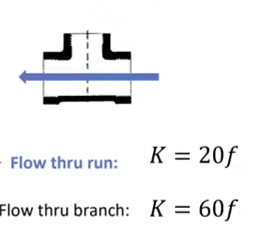 Flow thru run: K = 20f
Flow thru branch: K = 60f